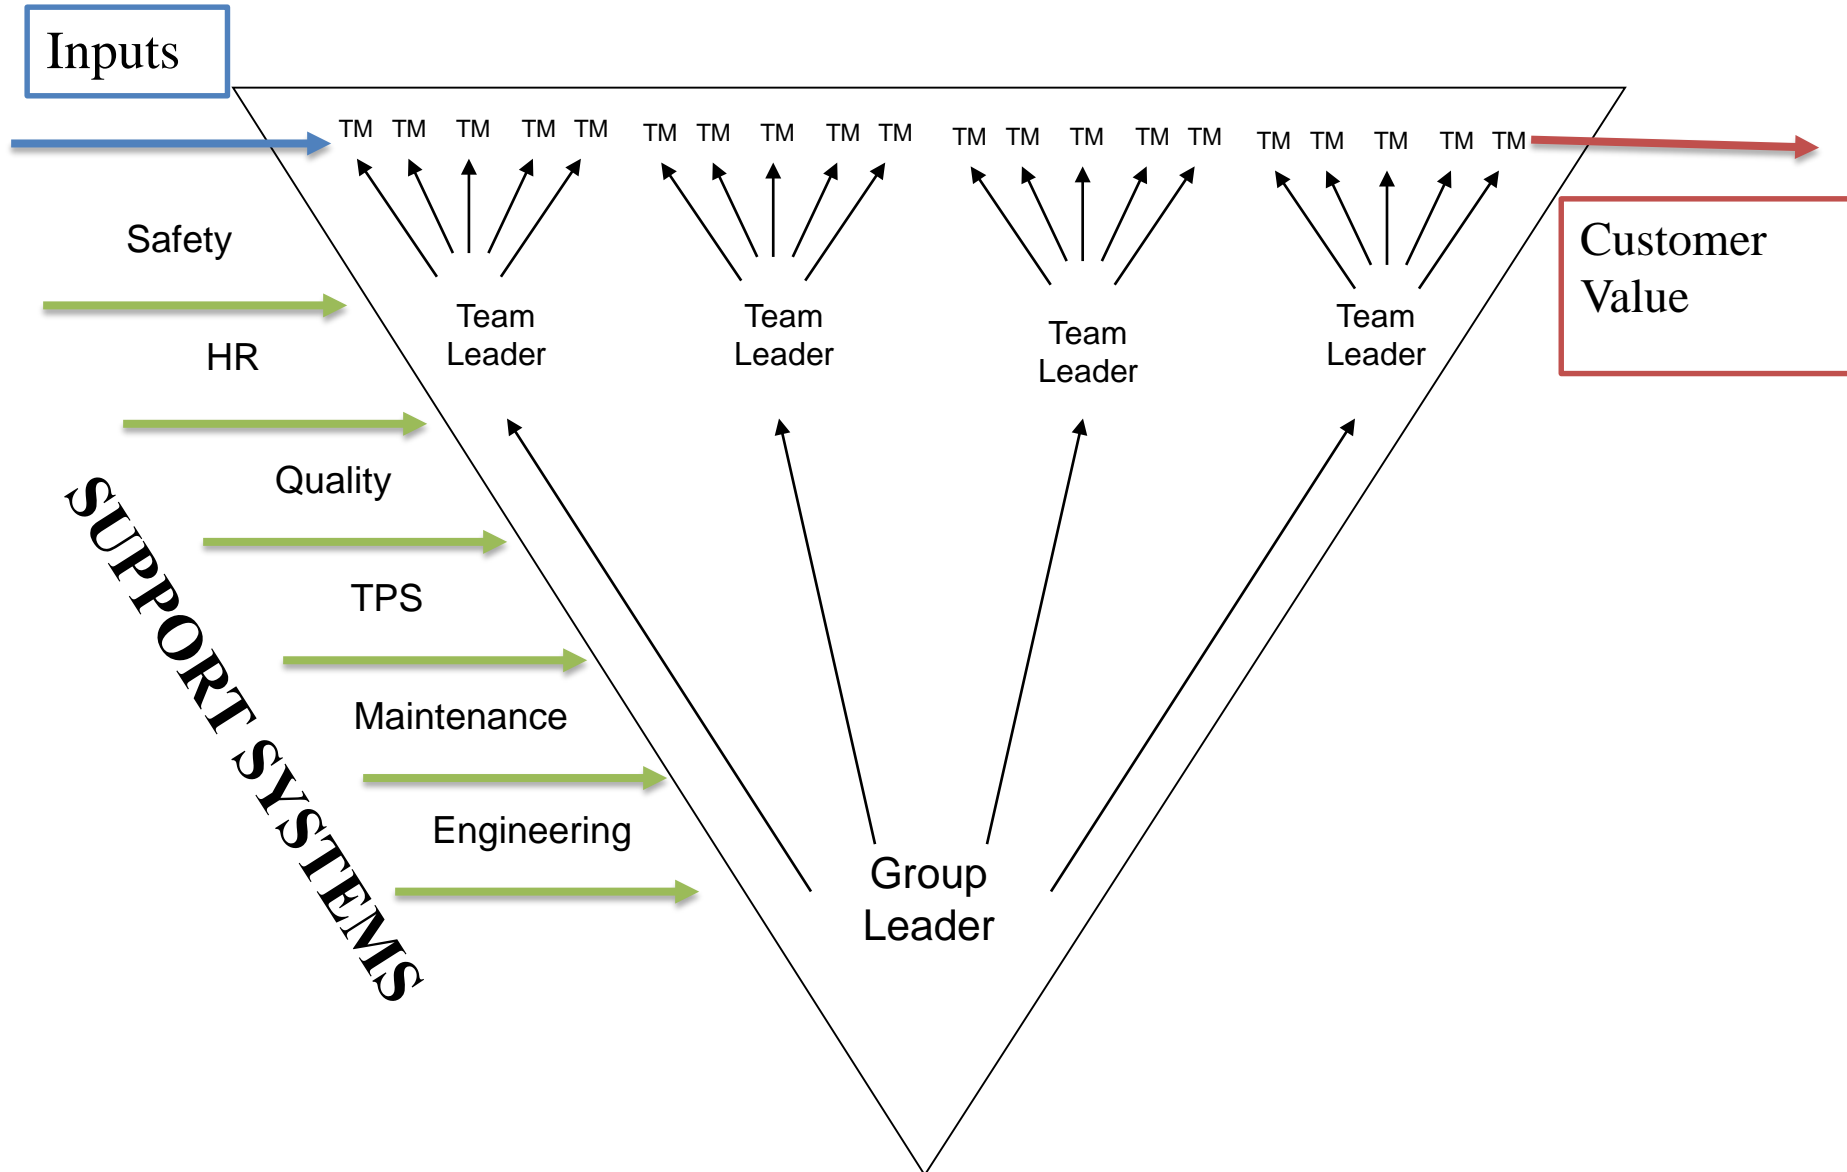 Inputs
TM TM TM TM TM TM TM TM TM TM TM TM TM TM TM TM TM TM TM TM
Safety
Customer
Value
HR
Team
Leader
Team
Leader
Team
Leader
Team
Leader
Quality
TPS
Maintenance
Engineering
SUPPORT SYSTEMS
Group
Leader